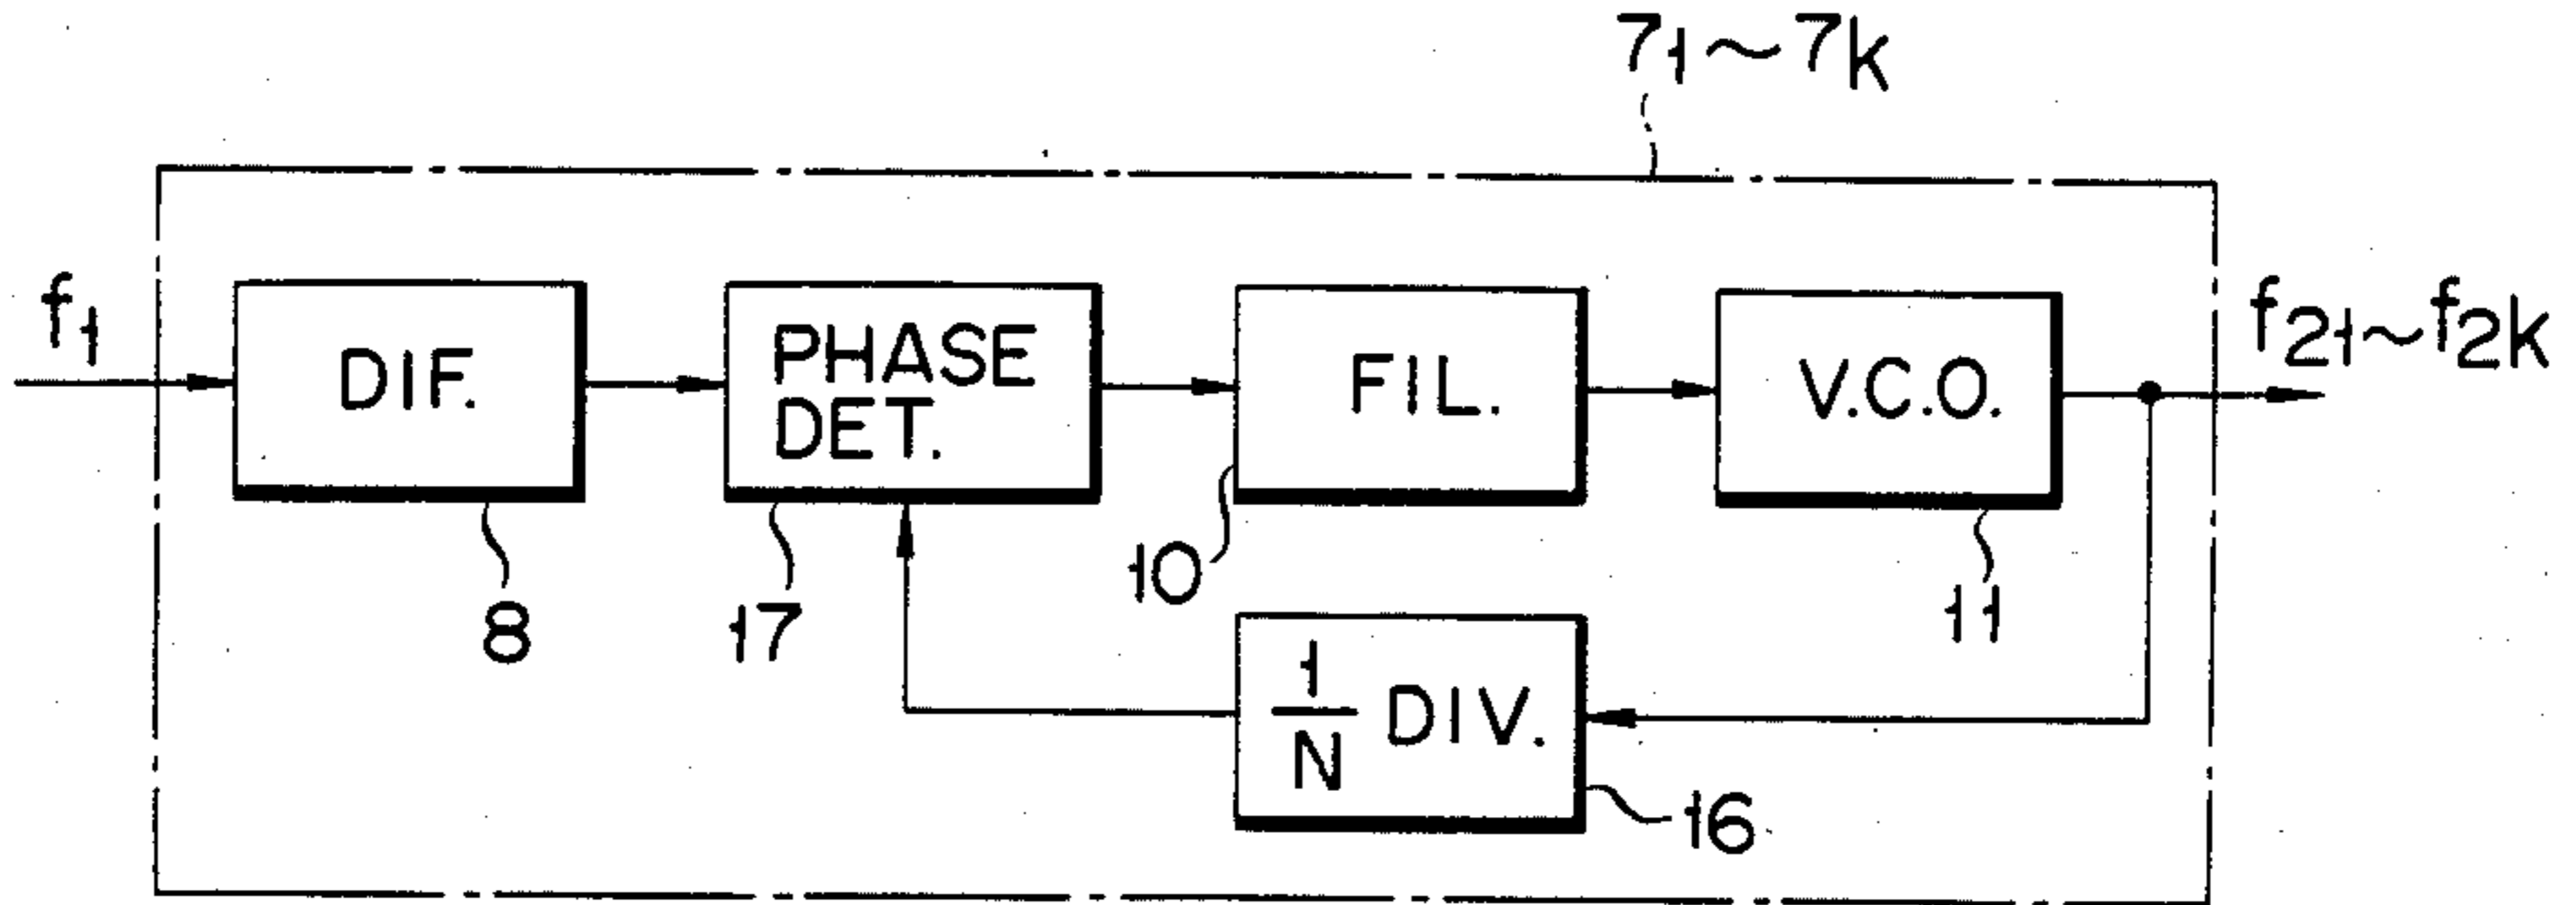 7₁~7k
f₁
DIF.
PHASE
DET.
FIL.
V.C.O.
f₂₁~f₂k
8
17
10
11
1/N DIV.
16